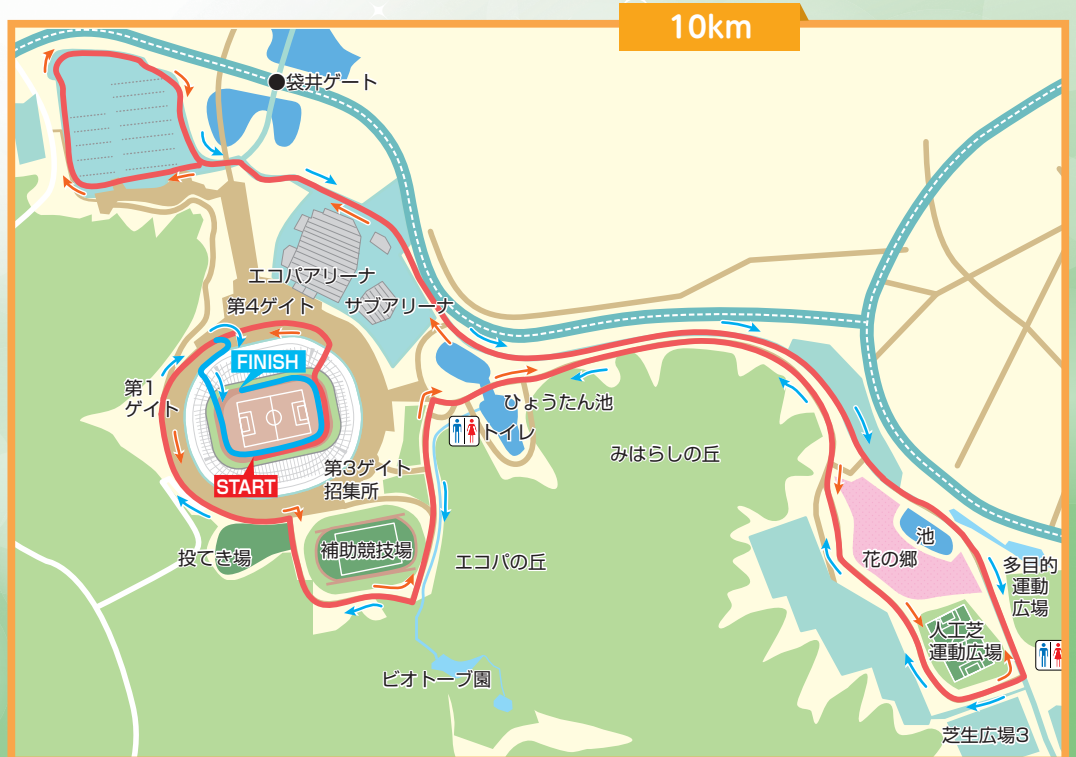 10km
袋井ゲート
エコパアリーナ
第4ゲイト
サブアリーナ
FINISH
第1
ゲイト
ひょうたん池
トイレ
みはらしの丘
第3ゲイト
招集所
START
投てき場
補助競技場
エコパの丘
池
花の郷
多目的
運動
広場
人工芝
運動広場
ビオトーブ園
芝生広場3